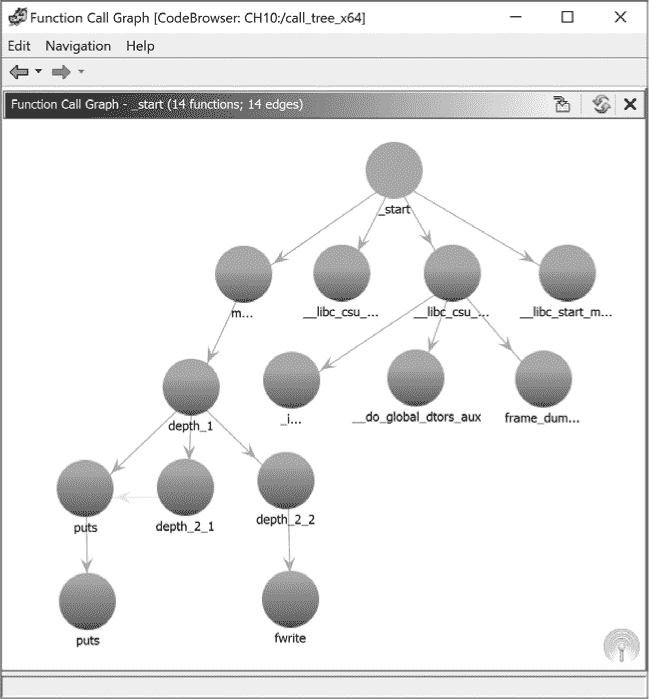 Function Call Graph [CodeBrowser: CH10:/call_tree_x64]
Edit Navigation Help
Function Call Graph - _start (14 functions; 14 edges)
_start
m... __libc_csu_... __libc_csu_... __libc_start_m...
depth_1 _i... __do_global_dtors_aux frame_dum...
puts depth_2_1 depth_2_2
puts fwrite